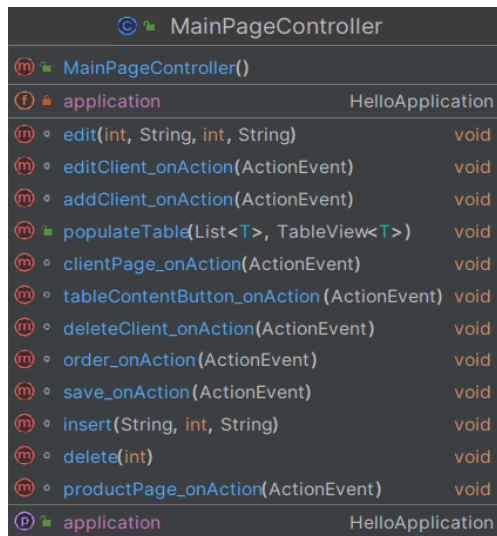 MainPageController
MainPageController()
application HelloApplication
edit(int, String, int, String) void
editClient_onAction(ActionEvent) void
addClient_onAction(ActionEvent) void
populateTable(List<T>, TableView<T>) void
clientPage_onAction(ActionEvent) void
tableContentButton_onAction(ActionEvent) void
deleteClient_onAction(ActionEvent) void
order_onAction(ActionEvent) void
save_onAction(ActionEvent) void
insert(String, int, String) void
delete(int) void
productPage_onAction(ActionEvent) void
application HelloApplication